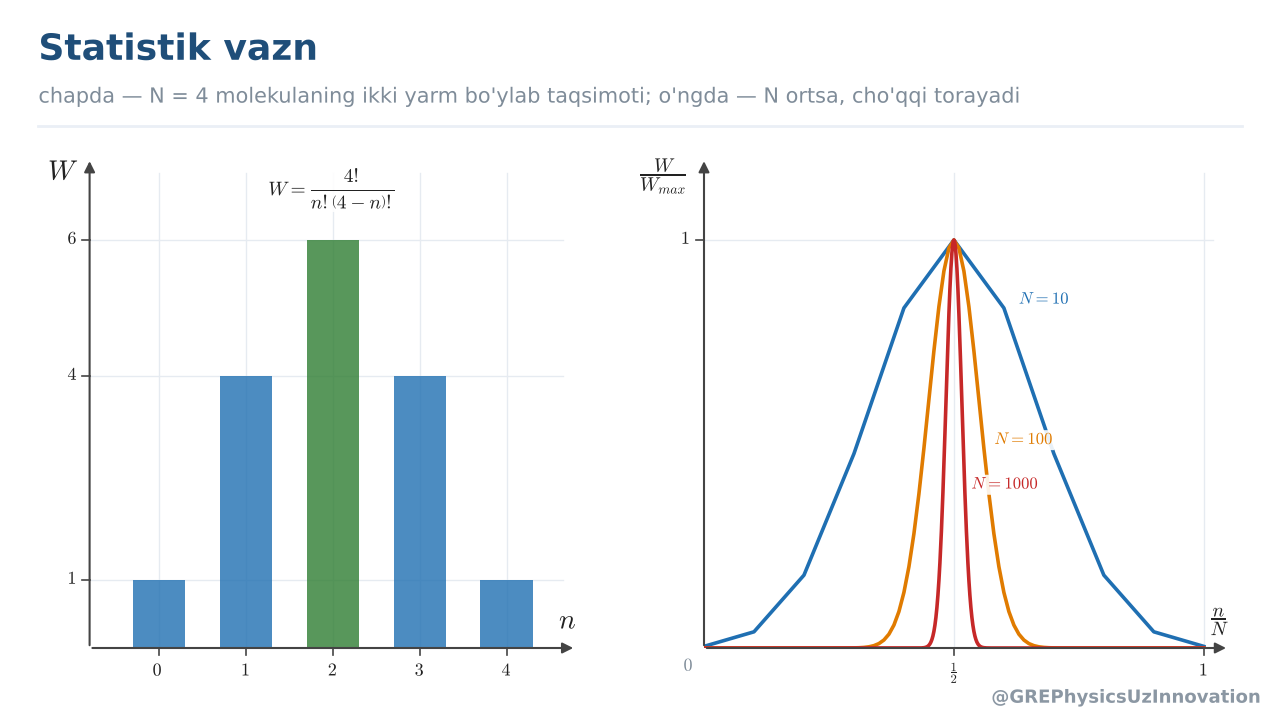 Statistik vazn
chapda — N = 4 molekulaning ikki yarm bo'ylab taqsimoti; o'ngda — N ortsa, cho'qqi torayadi
W
W = 4! / n! (4 − n)!
6
4
1
0 1 2 3 4
n
W / W_max
1
N = 10
N = 100
N = 1000
n / N
0
1/2
1
@GREPhysicsUzInnovation